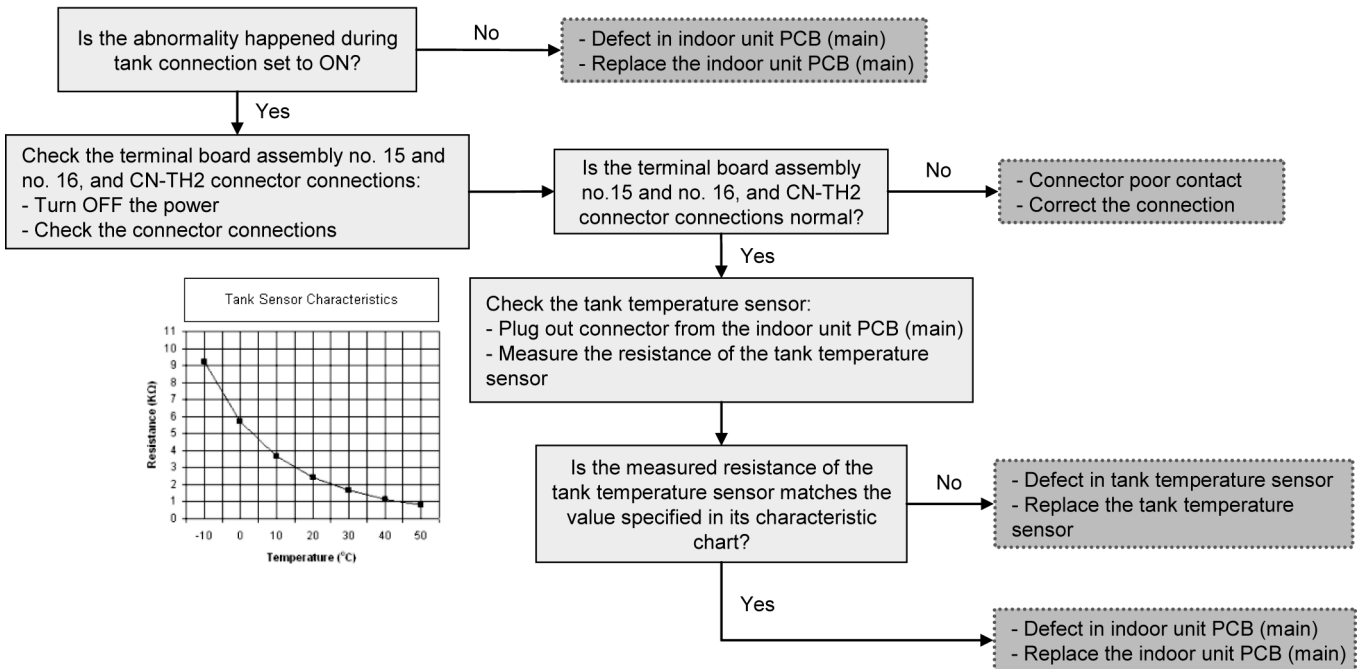 Is the abnormality happened during
tank connection set to ON?
No
- Defect in indoor unit PCB (main)
- Replace the indoor unit PCB (main)
Yes
Check the terminal board assembly no. 15 and
no. 16, and CN-TH2 connector connections:
- Turn OFF the power
- Check the connector connections
Is the terminal board assembly
no.15 and no. 16, and CN-TH2
connector connections normal?
No
- Connector poor contact
- Correct the connection
Yes
Check the tank temperature sensor:
- Plug out connector from the indoor unit PCB (main)
- Measure the resistance of the tank temperature
sensor
Tank Sensor Characteristics
Resistance (KΩ)
11
10
9
8
7
6
5
4
3
2
1
0
-10 0 10 20 30 40 50
Temperature (°C)
Is the measured resistance of the
tank temperature sensor matches the
value specified in its characteristic
chart?
No
- Defect in tank temperature sensor
- Replace the tank temperature
sensor
Yes
- Defect in indoor unit PCB (main)
- Replace the indoor unit PCB (main)